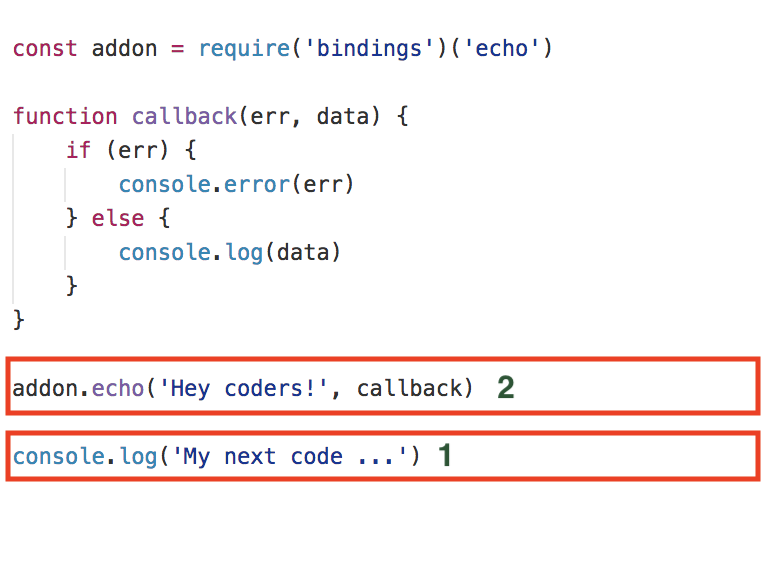 const addon = require('bindings')('echo')
function callback(err, data) {
    if (err) {
        console.error(err)
    } else {
        console.log(data)
    }
}
addon.echo('Hey coders!', callback) 2
console.log('My next code ...') 1